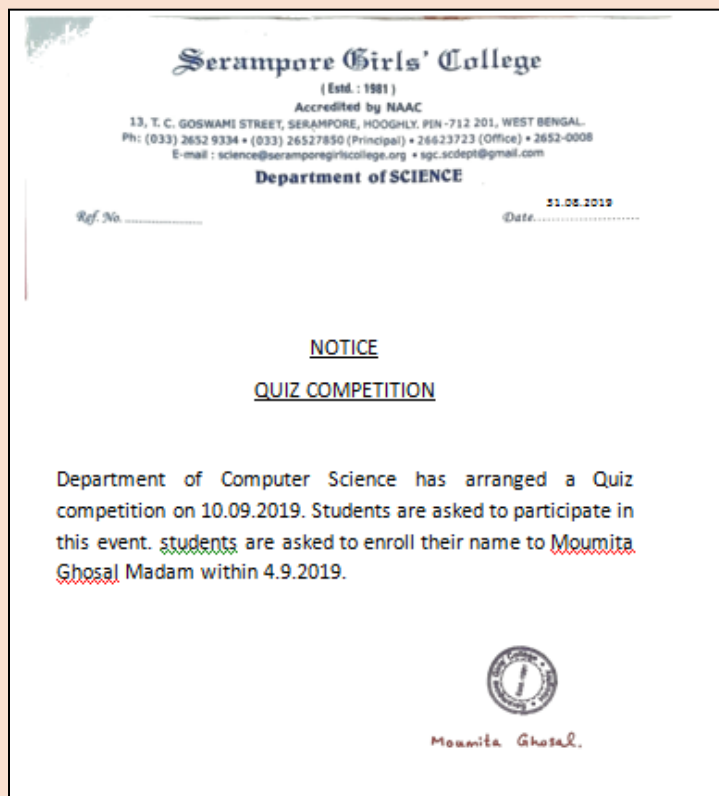 Serampore Girls' College
( Estd. : 1981 )
Accredited by NAAC
13, T. C. GOSWAMI STREET, SERAMPORE, HOOGHLY. PIN-712 201, WEST BENGAL.
Ph: (033) 2652 9334 • (033) 26527850 (Principal) • 26623723 (Office) • 2652-0008
E-mail : science@seramporegirlscollege.org • sgc.scdept@gmail.com
Department of SCIENCE
31.08.2019
Ref. No. .................... Date........................
NOTICE
QUIZ COMPETITION
Department of Computer Science has arranged a Quiz
competition on 10.09.2019. Students are asked to participate in
this event. students are asked to enroll their name to Moumita
Ghosal Madam within 4.9.2019.
Moumita Ghosal.